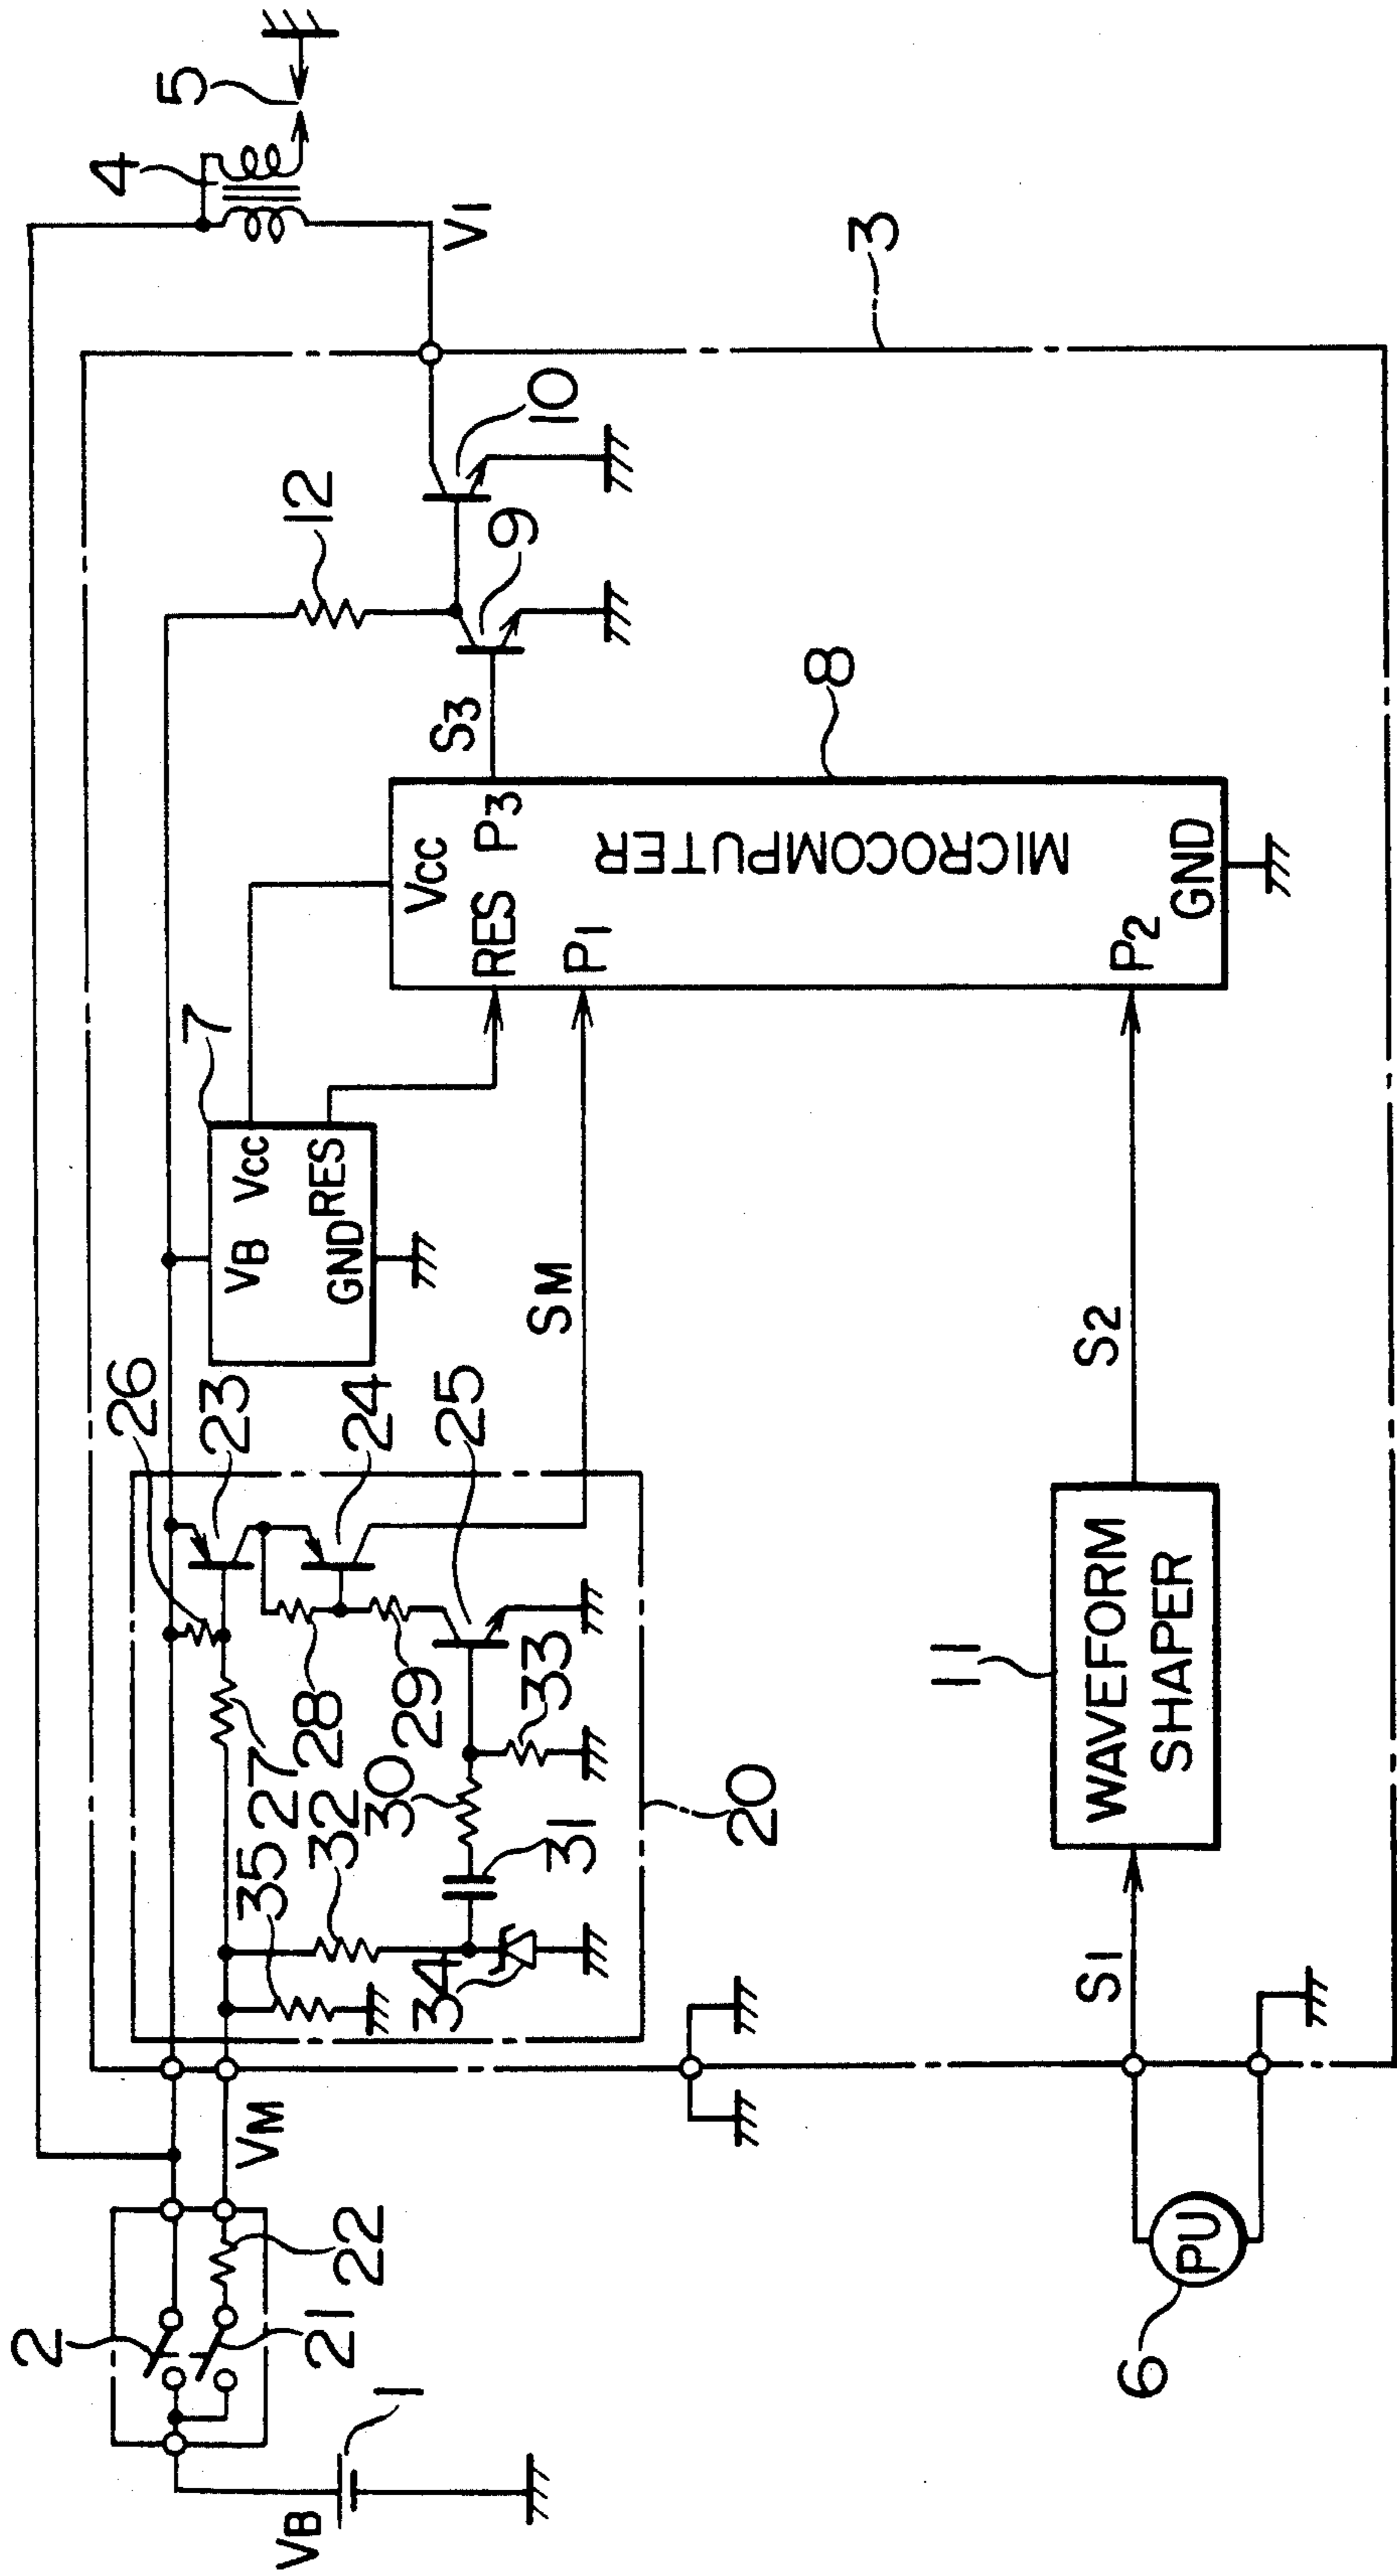 4
5
V1
3
12
10
9
S3
8
7
VB
VCC
GND
RES
VCC
RES
P3
P1
MICROCOMPUTER
P2
GND
SM
S2
26
23
24
25
27
28
29
33
35
32
30
31
34
20
11
WAVEFORM
SHAPER
S1
VM
2
21
22
1
VB
6
PU